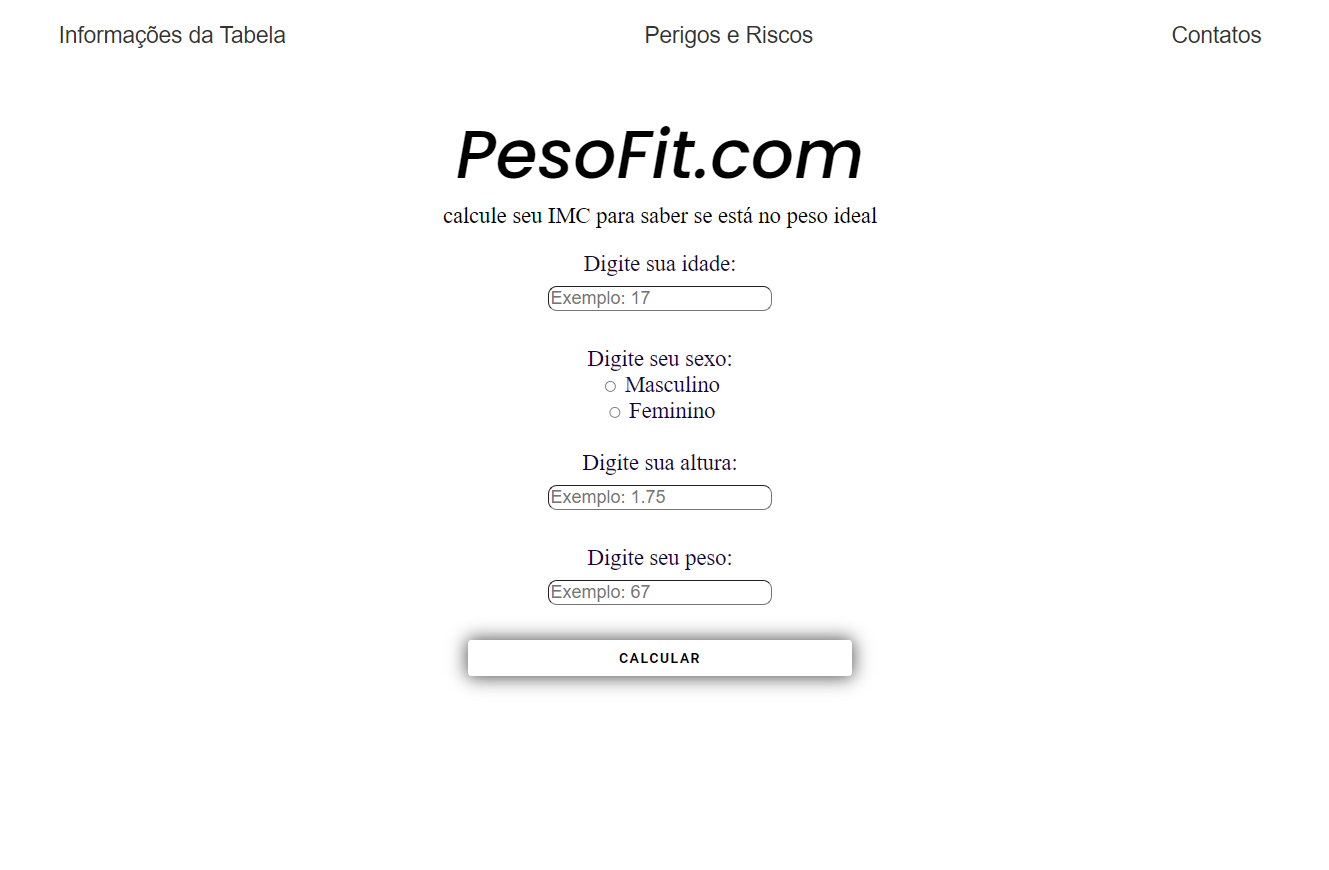 Informações da Tabela
Perigos e Riscos
Contatos
PesoFit.com
calcule seu IMC para saber se está no peso ideal
Digite sua idade:
Exemplo: 17
Digite seu sexo:
Masculino
Feminino
Digite sua altura:
Exemplo: 1.75
Digite seu peso:
Exemplo: 67
CALCULAR